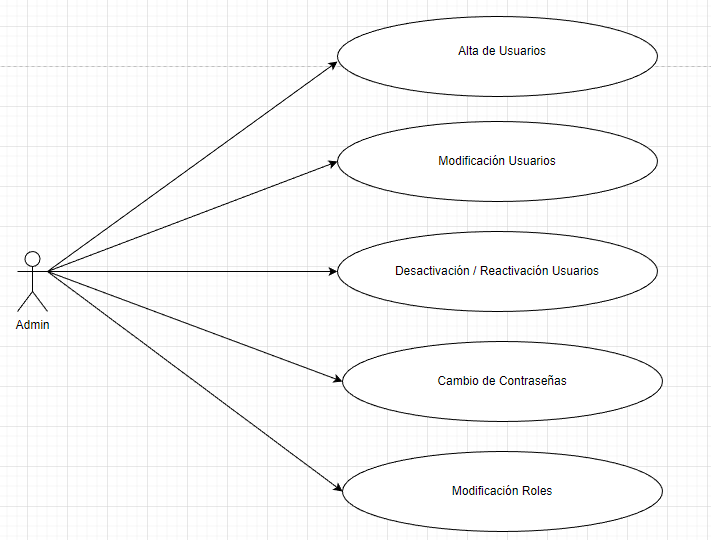 Alta de Usuarios
Modificación Usuarios
Desactivación / Reactivación Usuarios
Admin
Cambio de Contraseñas
Modificación Roles